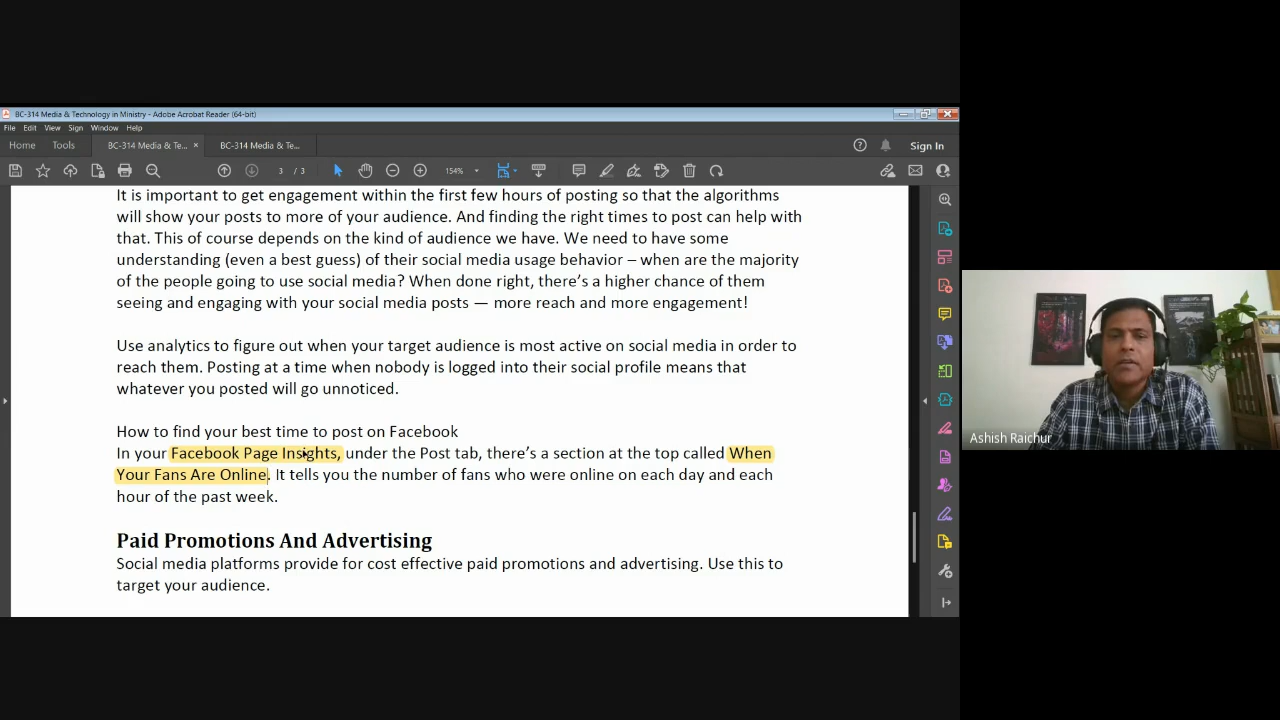 BC-314 Media & Technology in Ministry - Adobe Acrobat Reader (64-bit)
File Edit View Sign Window Help
Home Tools BC-314 Media & Te... × BC-314 Media & Te... Sign In
3 / 3 154%
It is important to get engagement within the first few hours of posting so that the algorithms
will show your posts to more of your audience. And finding the right times to post can help with
that. This of course depends on the kind of audience we have. We need to have some
understanding (even a best guess) of their social media usage behavior – when are the majority
of the people going to use social media? When done right, there's a higher chance of them
seeing and engaging with your social media posts — more reach and more engagement!
Use analytics to figure out when your target audience is most active on social media in order to
reach them. Posting at a time when nobody is logged into their social profile means that
whatever you posted will go unnoticed.
How to find your best time to post on Facebook
In your Facebook Page Insights, under the Post tab, there's a section at the top called When
Your Fans Are Online. It tells you the number of fans who were online on each day and each
hour of the past week.
Paid Promotions And Advertising
Social media platforms provide for cost effective paid promotions and advertising. Use this to
target your audience.
Ashish Raichur